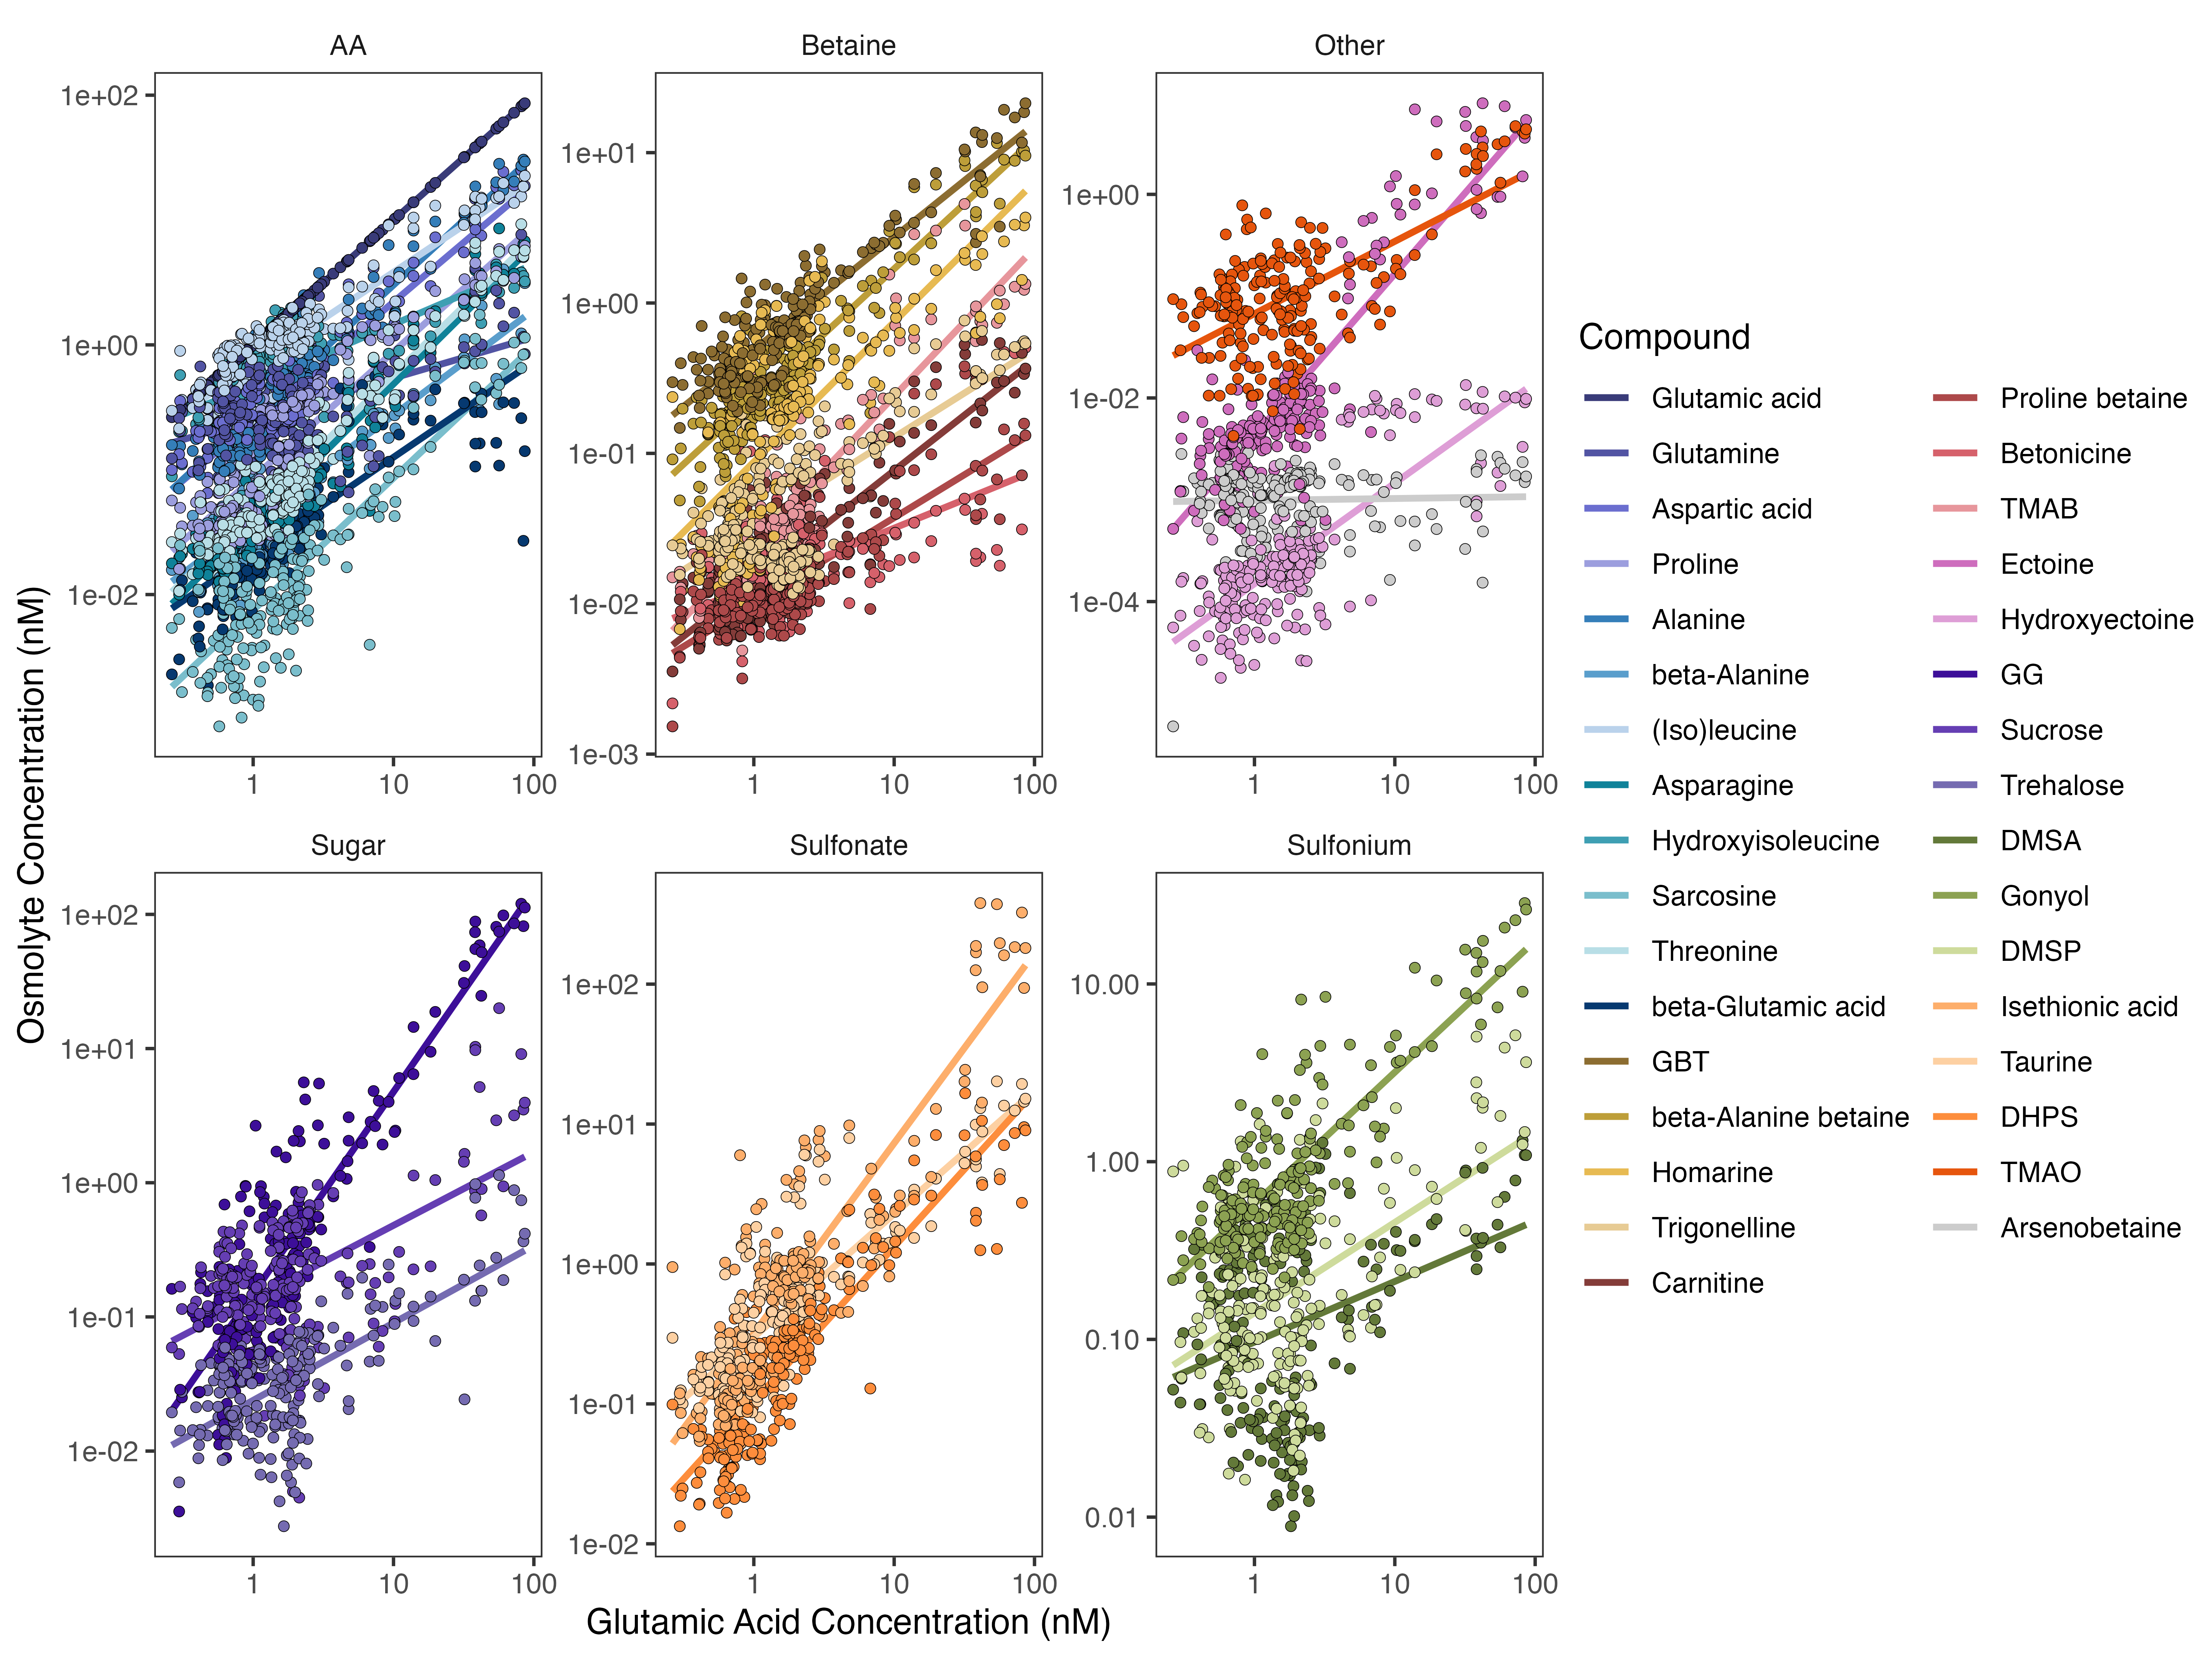 AA
Betaine
Other
1e+02
1e+00
1e-02
1e+01
1e+00
1e-01
1e-02
1e-03
1e+00
1e-02
1e-04
1 10 100
1 10 100
1 10 100
Osmolyte Concentration (nM)
Sugar
Sulfonate
Sulfonium
1e+02
1e+01
1e+00
1e-01
1e-02
1e+02
1e+01
1e+00
1e-01
1e-02
10.00
1.00
0.10
0.01
1 10 100
1 10 100
1 10 100
Glutamic Acid Concentration (nM)
Compound
Glutamic acid
Glutamine
Aspartic acid
Proline
Alanine
beta-Alanine
(Iso)leucine
Asparagine
Hydroxyisoleucine
Sarcosine
Threonine
beta-Glutamic acid
GBT
beta-Alanine betaine
Homarine
Trigonelline
Carnitine
Proline betaine
Betonicine
TMAB
Ectoine
Hydroxyectoine
GG
Sucrose
Trehalose
DMSA
Gonyol
DMSP
Isethionic acid
Taurine
DHPS
TMAO
Arsenobetaine